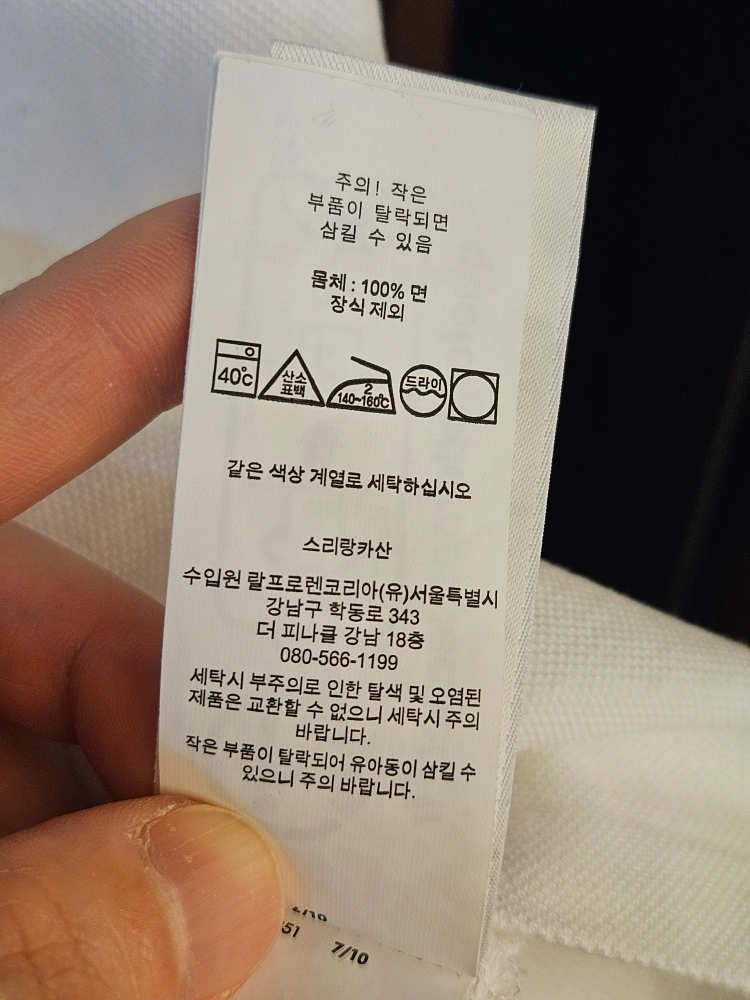 주의! 작은
부품이 탈락되면
삼킬 수 있음
몸체 : 100% 면
장식 제외
40℃
산소
표백
2
140~160℃
드라이
같은 색상 계열로 세탁하십시오
스리랑카산
수입원 랄프로렌코리아(유)서울특별시
강남구 학동로 343
더 피나클 강남 18층
080-566-1199
세탁시 부주의로 인한 탈색 및 오염된
제품은 교환할 수 없으니 세탁시 주의
바랍니다.
작은 부품이 탈락되어 유아동이 삼킬 수
있으니 주의 바랍니다.
7/10